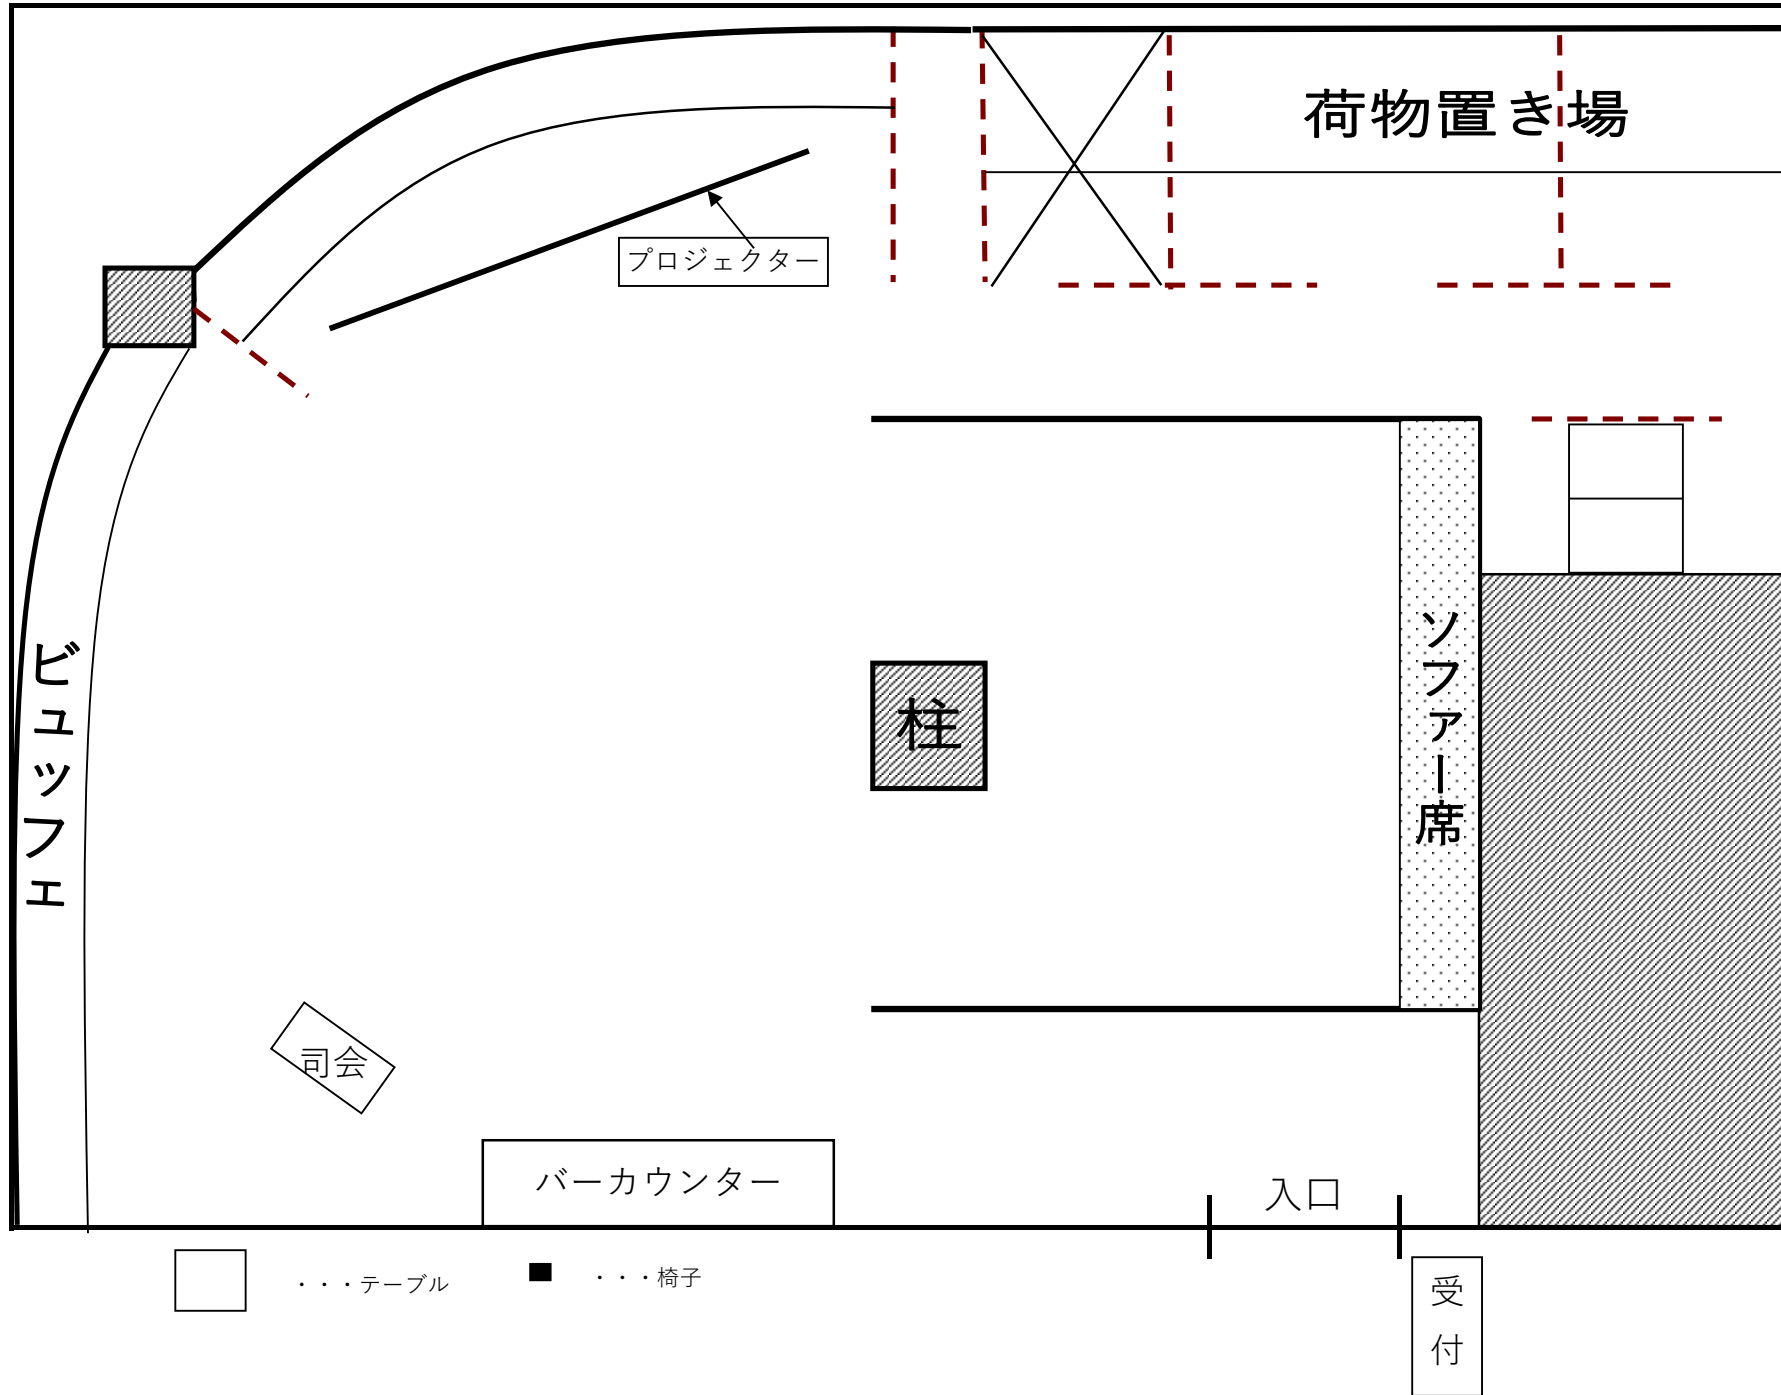 荷物置き場
プロジェクター
ソファー席
ビュッフェ
柱
司会
バーカウンター
入口
・・・テーブル
・・・椅子
受付